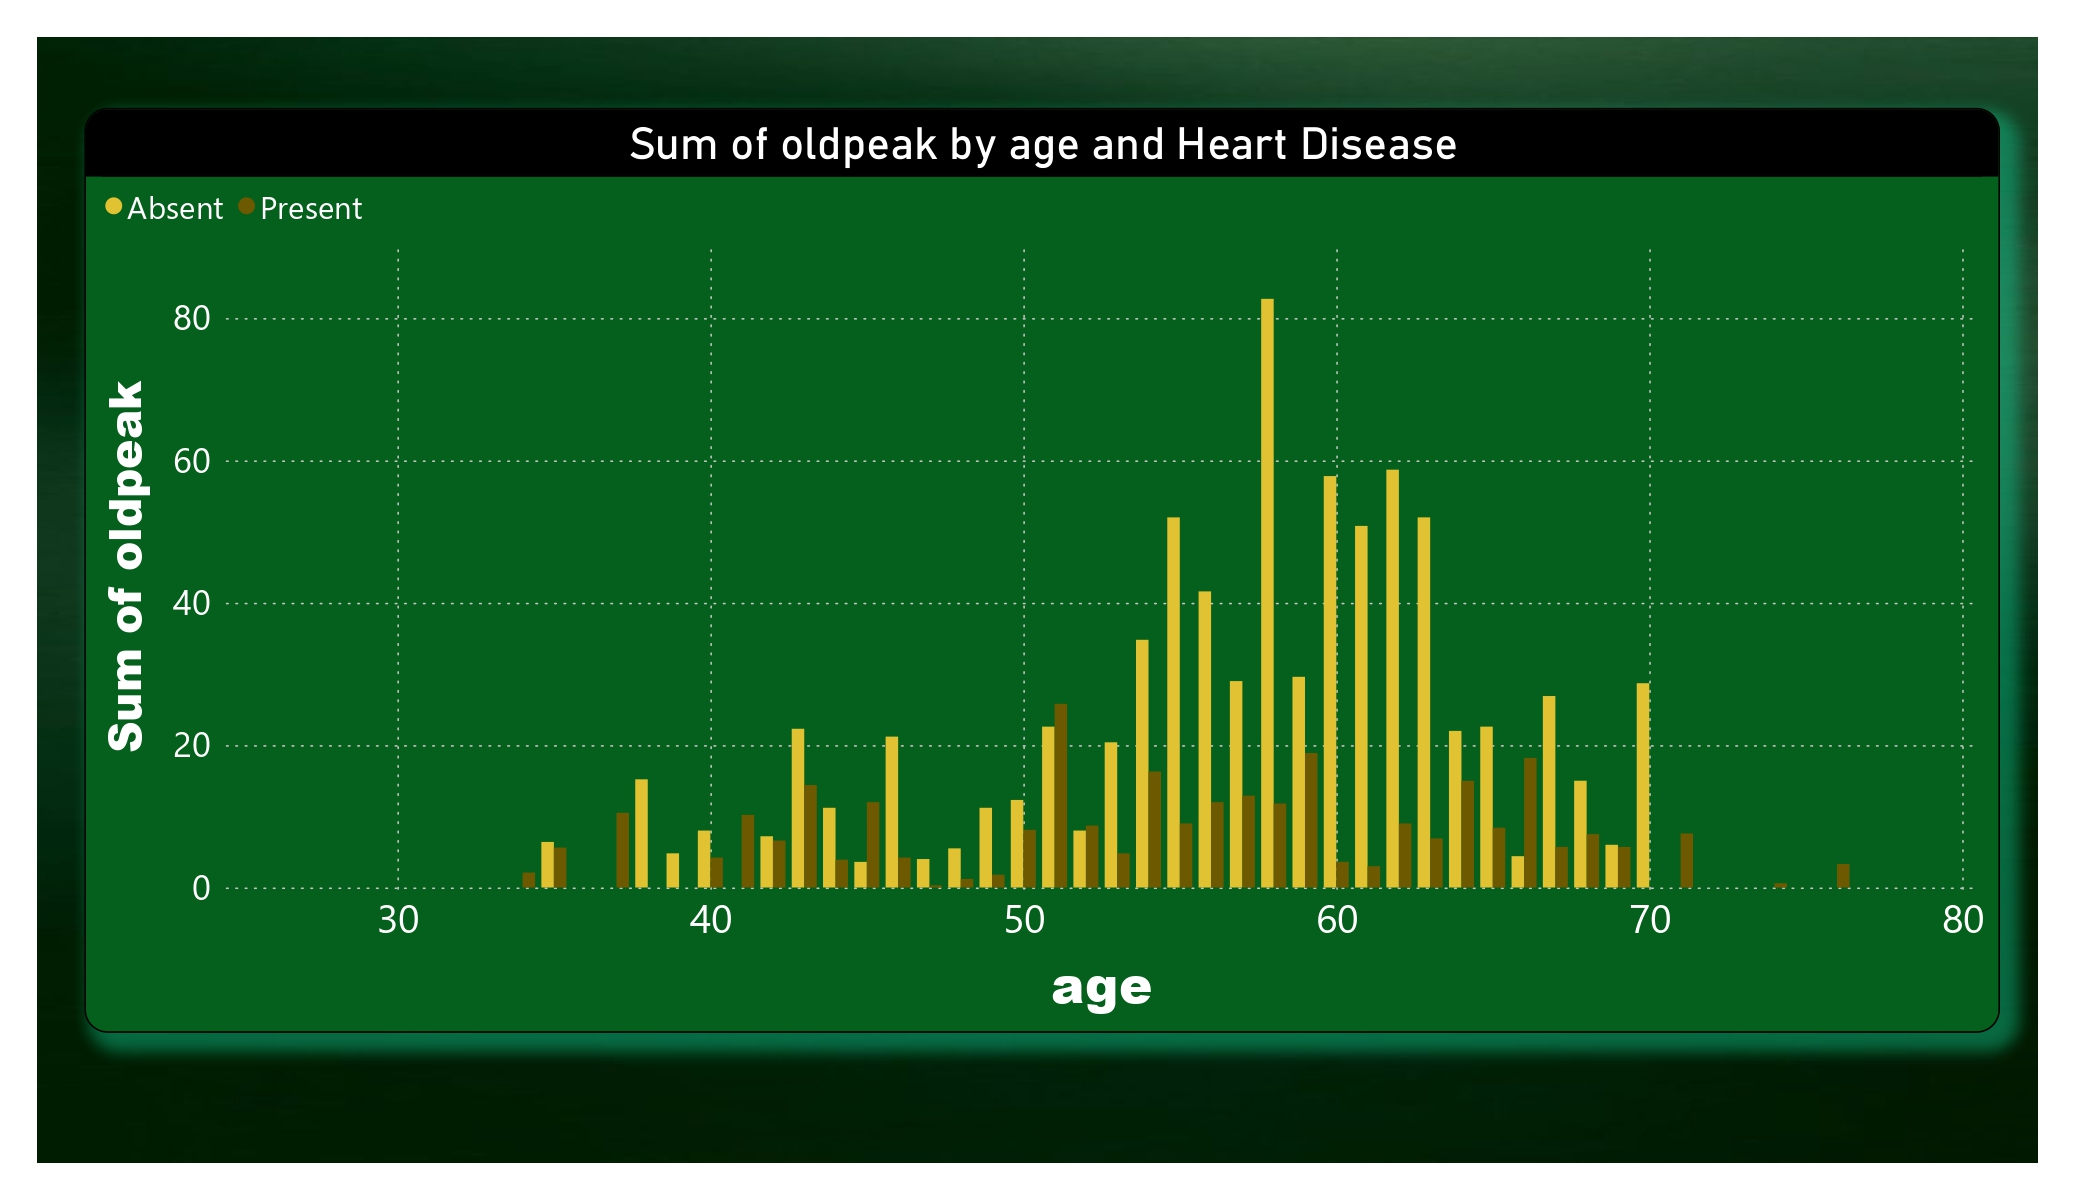 Sum of oldpeak by age and Heart Disease
Absent Present
80
60
40
20
0
Sum of oldpeak
30 40 50 60 70 80
age